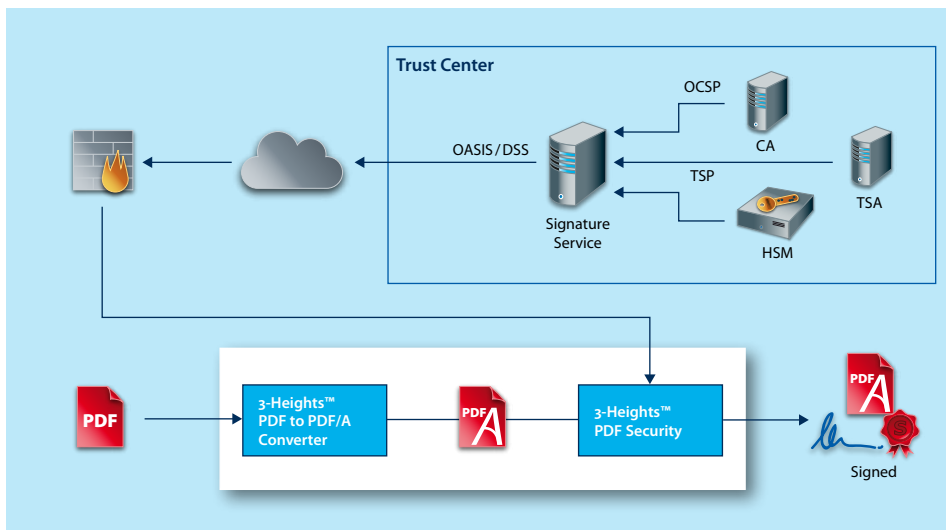 Trust Center
OCSP
CA
OASIS / DSS
TSP
TSA
Signature
Service
HSM
PDF
3-Heights™
PDF to PDF/A
Converter
PDF
A
3-Heights™
PDF Security
PDF
A
S
Signed